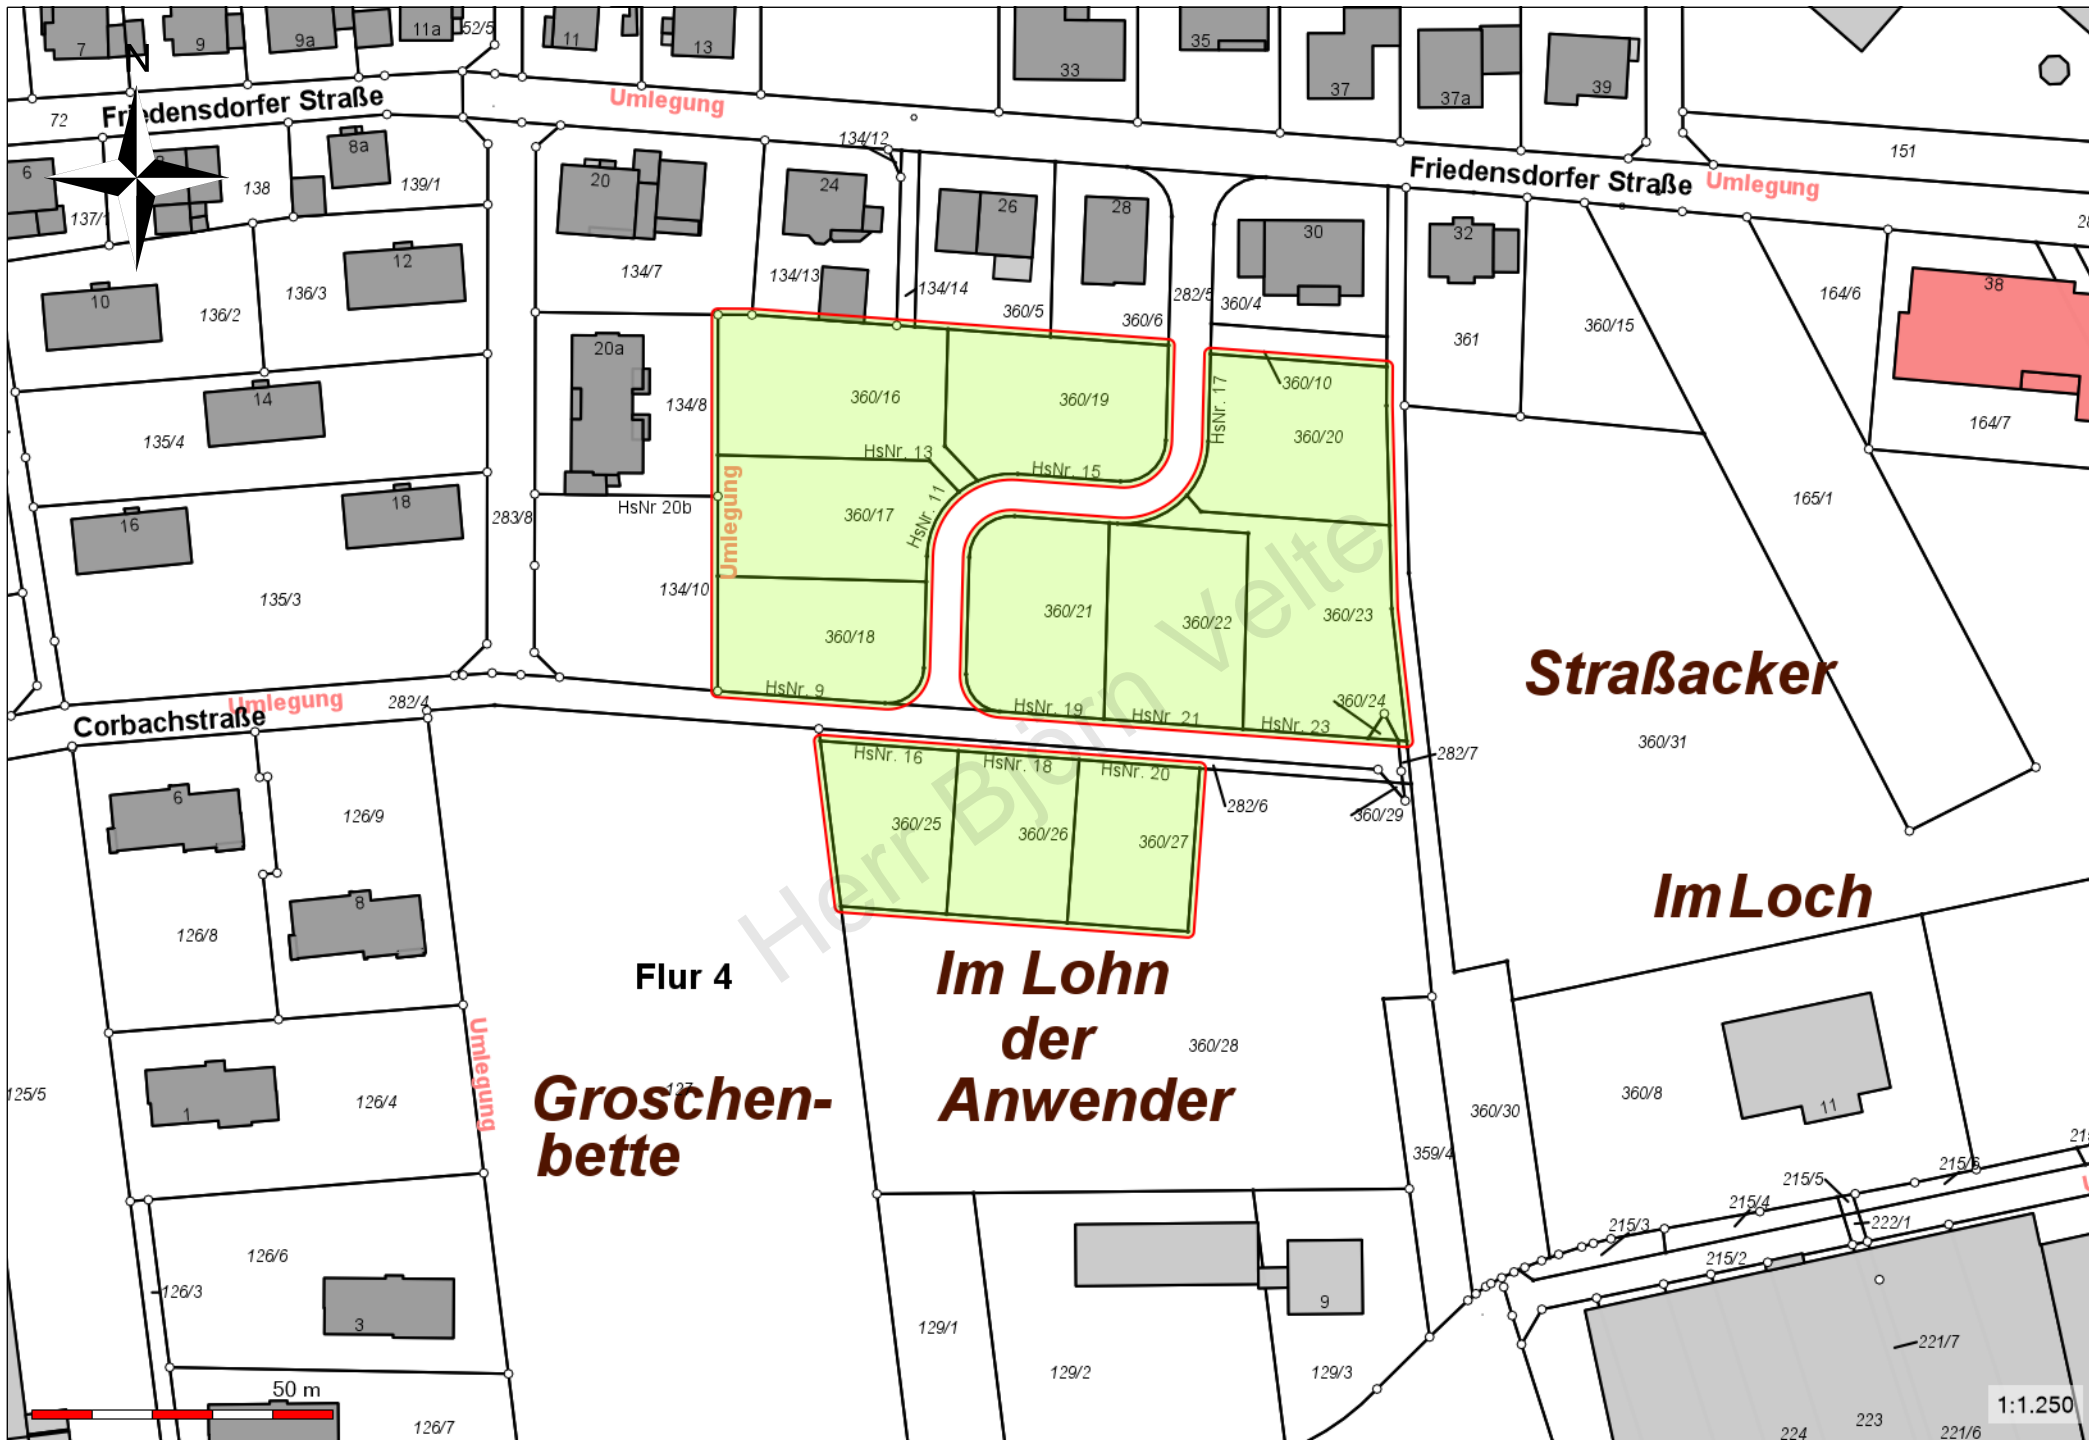 7
9
9a
11a
52/5
11
13
33
35
37
37a
39
N
Friedensdorfer Straße
Umlegung
72
6
137/1
138
8a
139/1
20
24
134/12
26
28
30
Friedensdorfer Straße
Umlegung
151
32
10
136/2
136/3
12
134/7
134/13
134/14
360/5
360/6
282/5
360/4
361
360/15
164/6
38
14
135/4
20a
134/8
360/16
360/19
HsNr. 17
360/10
360/20
164/7
HsNr. 13
HsNr. 15
16
18
283/8
HsNr 20b
Umlegung
360/17
HsNr. 11
165/1
135/3
134/10
360/18
360/21
360/22
360/23
Umlegung
282/4
Corbachstraße
HsNr. 9
HsNr. 19
HsNr. 21
HsNr. 23
360/24
Straßacker
360/31
282/7
HsNr. 16
HsNr. 18
HsNr. 20
282/6
360/29
6
126/9
360/25
360/26
360/27
Herr Björn Velte
8
126/8
Im Loch
Flur 4
Im Lohn
der
Anwender
360/28
Umlegung
127
Groschen-
bette
125/5
1
126/4
360/30
360/8
11
359/4
215/5
215/6
215/4
215/3
222/1
215/2
126/6
126/3
3
9
129/1
129/2
129/3
221/7
50 m
126/7
1:1.250
223
224
221/6